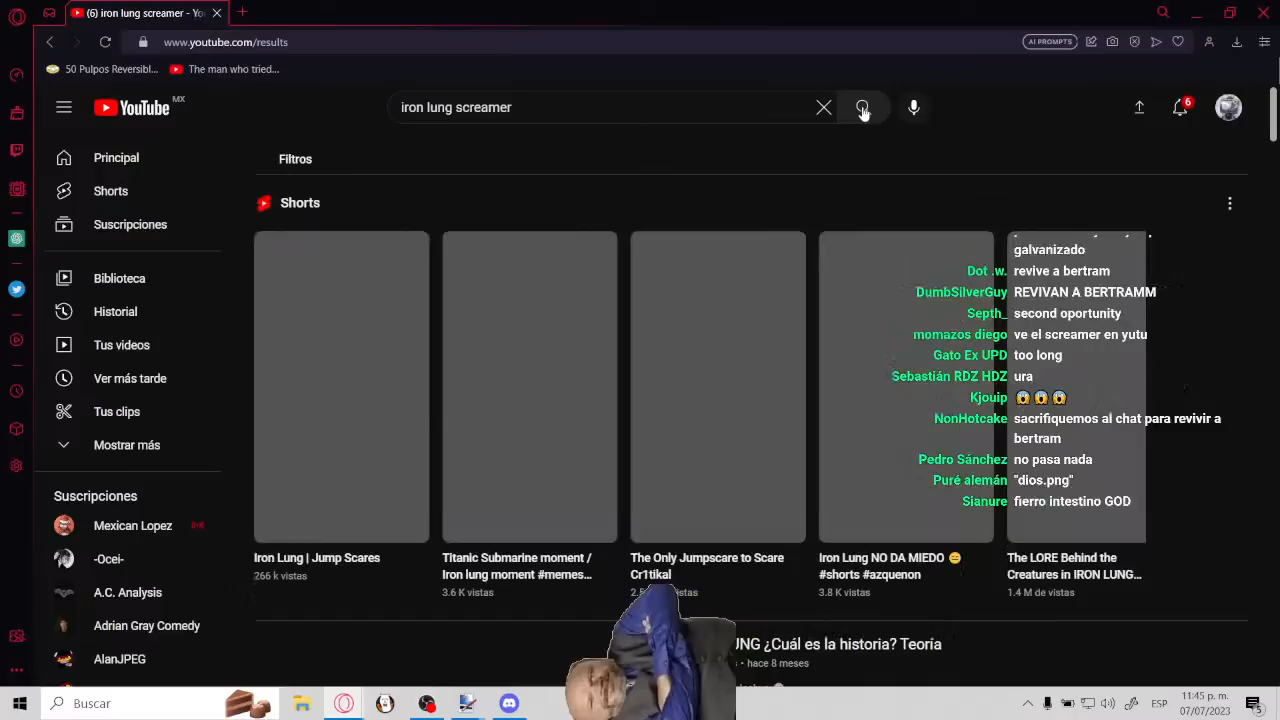 (6) iron lung screamer - Yo
www.youtube.com/results
AI PROMPTS
50 Pulpos Reversibl...
The man who tried...
YouTube MX
iron lung screamer
6
Filtros
Principal
Shorts
Suscripciones
Biblioteca
Historial
Tus videos
Ver más tarde
Tus clips
Mostrar más
Suscripciones
Mexican Lopez
-Ocei-
A.C. Analysis
Adrian Gray Comedy
AlanJPEG
Shorts
galvanizado
Dot .w. revive a bertram
DumbSilverGuy REVIVAN A BERTRAMM
Septh_ second oportunity
momazos diego ve el screamer en yutu
Gato Ex UPD too long
Sebastián RDZ HDZ ura
Kjouip 😱 😱 😱
NonHotcake sacrifiquemos al chat para revivir a
bertram
Pedro Sánchez no pasa nada
Puré alemán "dios.png"
Sianure fierro intestino GOD
Iron Lung | Jump Scares
266 k vistas
Titanic Submarine moment /
Iron lung moment #memes...
3.6 K vistas
The Only Jumpscare to Scare
Cr1tikal
vistas
Iron Lung NO DA MIEDO 😑
#shorts #azquenon
3.8 K vistas
The LORE Behind the
Creatures in IRON LUNG...
1.4 M de vistas
UNG ¿Cuál es la historia? Teoría
• hace 8 meses
Buscar
ESP
11:45 p. m.
07/07/2023
5